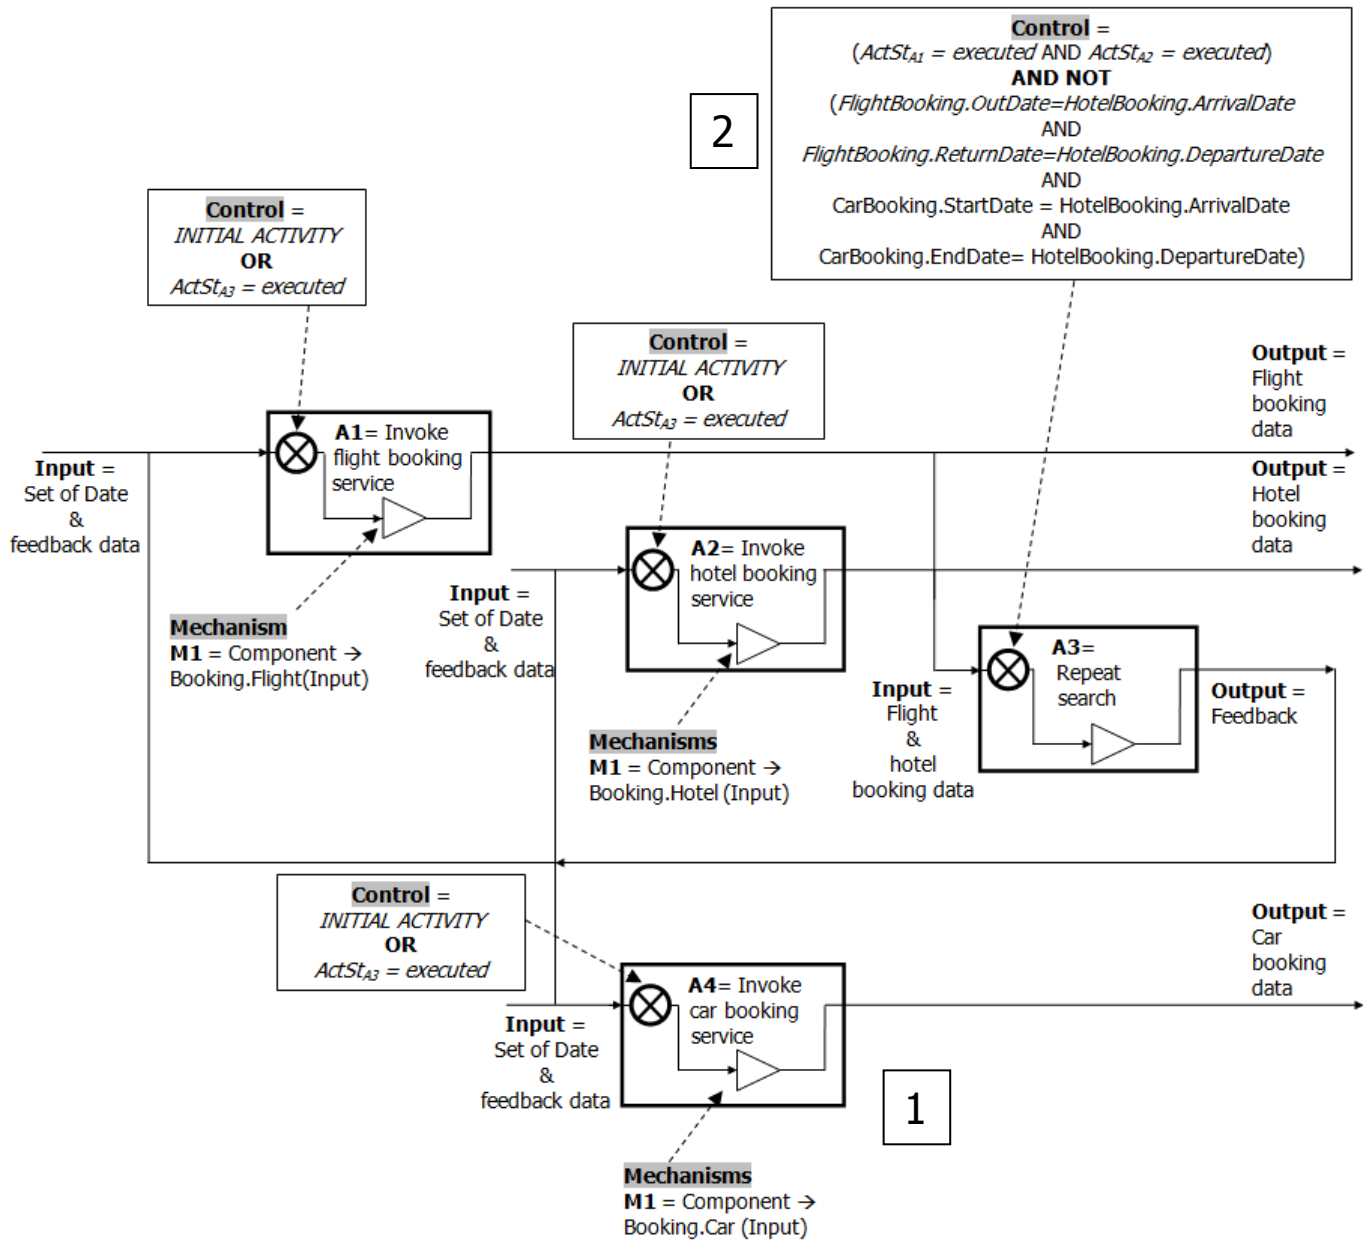 Control =
(ActStA1 = executed AND ActStA2 = executed)
AND NOT
(FlightBooking.OutDate=HotelBooking.ArrivalDate
AND
FlightBooking.ReturnDate=HotelBooking.DepartureDate
AND
CarBooking.StartDate = HotelBooking.ArrivalDate
AND
CarBooking.EndDate= HotelBooking.DepartureDate)
2
Control =
INITIAL ACTIVITY
OR
ActStA3 = executed
Control =
INITIAL ACTIVITY
OR
ActStA3 = executed
Output =
Flight
booking
data
A1= Invoke
flight booking
service
Input =
Set of Date
&
feedback data
Output =
Hotel
booking
data
A2= Invoke
hotel booking
service
Input =
Set of Date
&
feedback data
Mechanism
M1 = Component →
Booking.Flight(Input)
A3=
Repeat
search
Input =
Flight
&
hotel
booking data
Output =
Feedback
Mechanisms
M1 = Component →
Booking.Hotel (Input)
Control =
INITIAL ACTIVITY
OR
ActStA3 = executed
Output =
Car
booking
data
A4= Invoke
car booking
service
Input =
Set of Date
&
feedback data
1
Mechanisms
M1 = Component →
Booking.Car (Input)